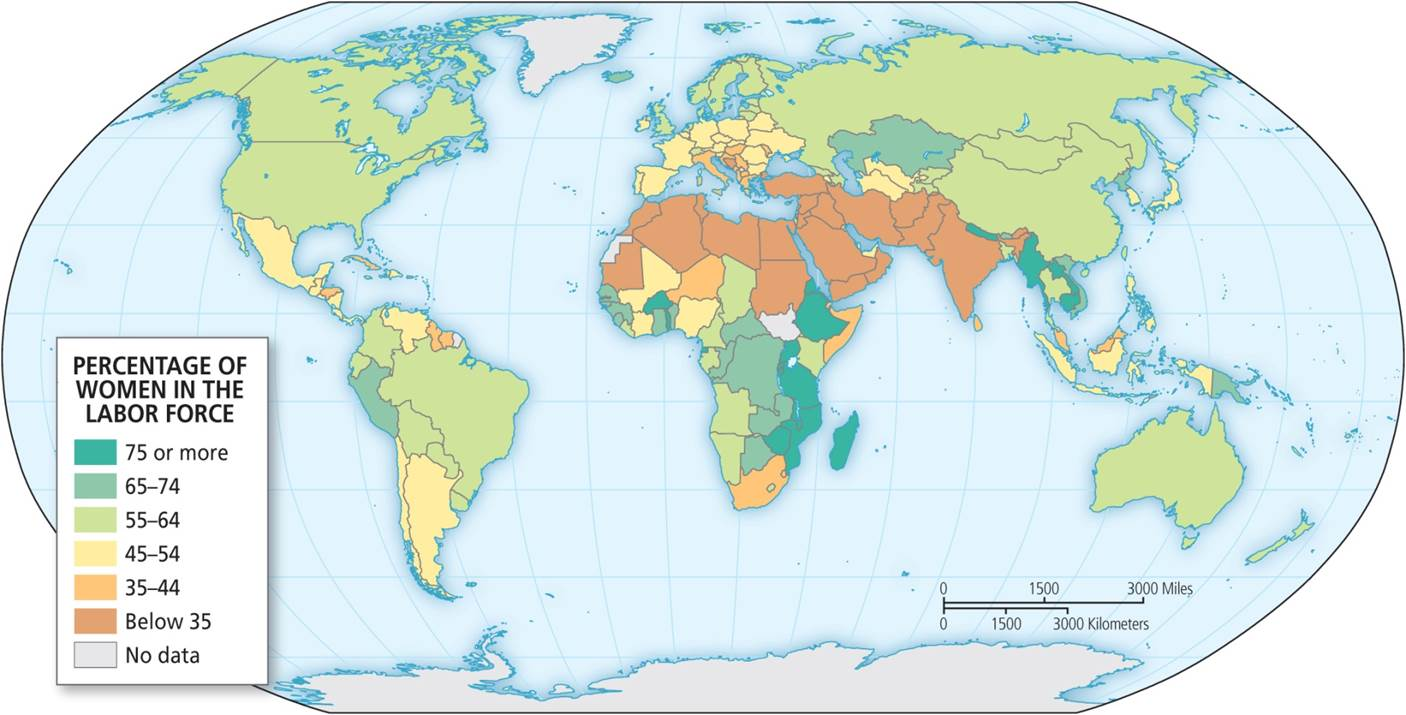 PERCENTAGE OF
WOMEN IN THE
LABOR FORCE
75 or more
65–74
55–64
45–54
35–44
Below 35
No data
0 1500 3000 Miles
0 1500 3000 Kilometers